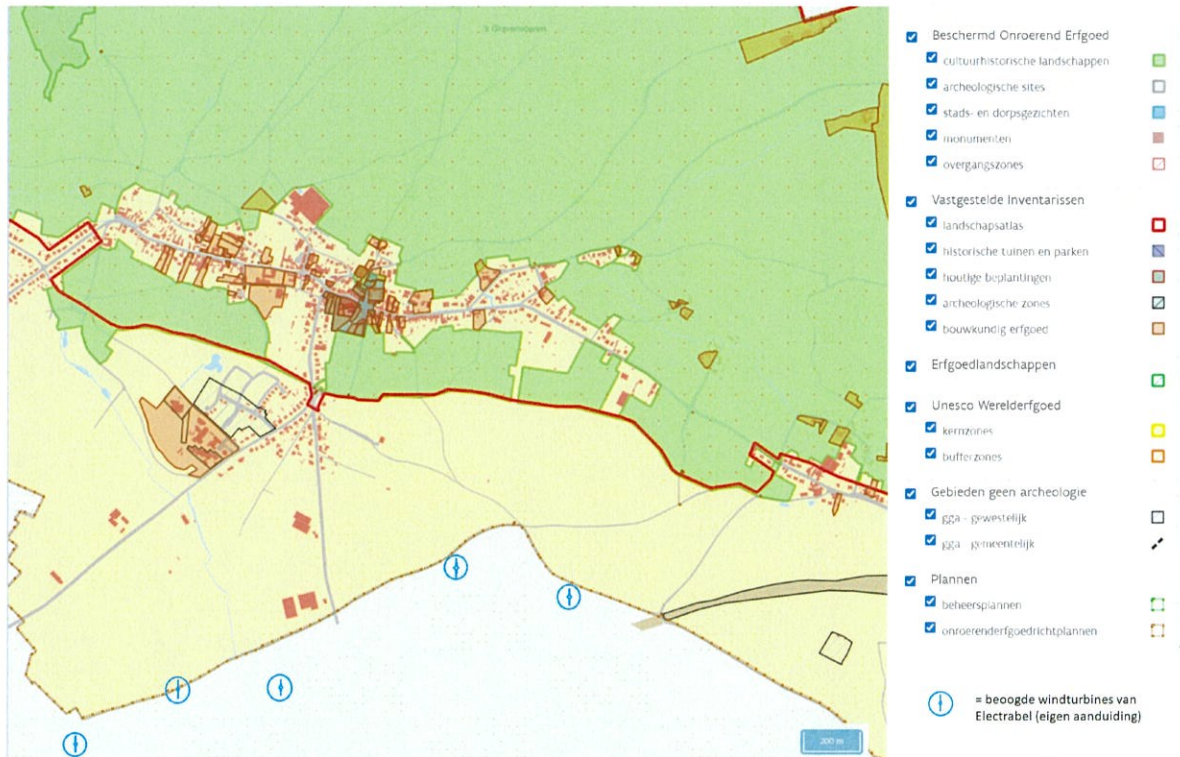 's Gravenvoeren
Beschermd Onroerend Erfgoed
cultuurhistorische landschappen
archeologische sites
stads- en dorpsgezichten
monumenten
overgangszones
Vastgestelde Inventarissen
landschapsatlas
historische tuinen en parken
houtige beplantingen
archeologische zones
bouwkundig erfgoed
Erfgoedlandschappen
Unesco Werelderfgoed
kernzones
bufferzones
Gebieden geen archeologie
gga - gewestelijk
gga - gemeentelijk
Plannen
beheersplannen
onroerenderfgoedrichtplannen
= beoogde windturbines van
Electrabel (eigen aanduiding)
200 m